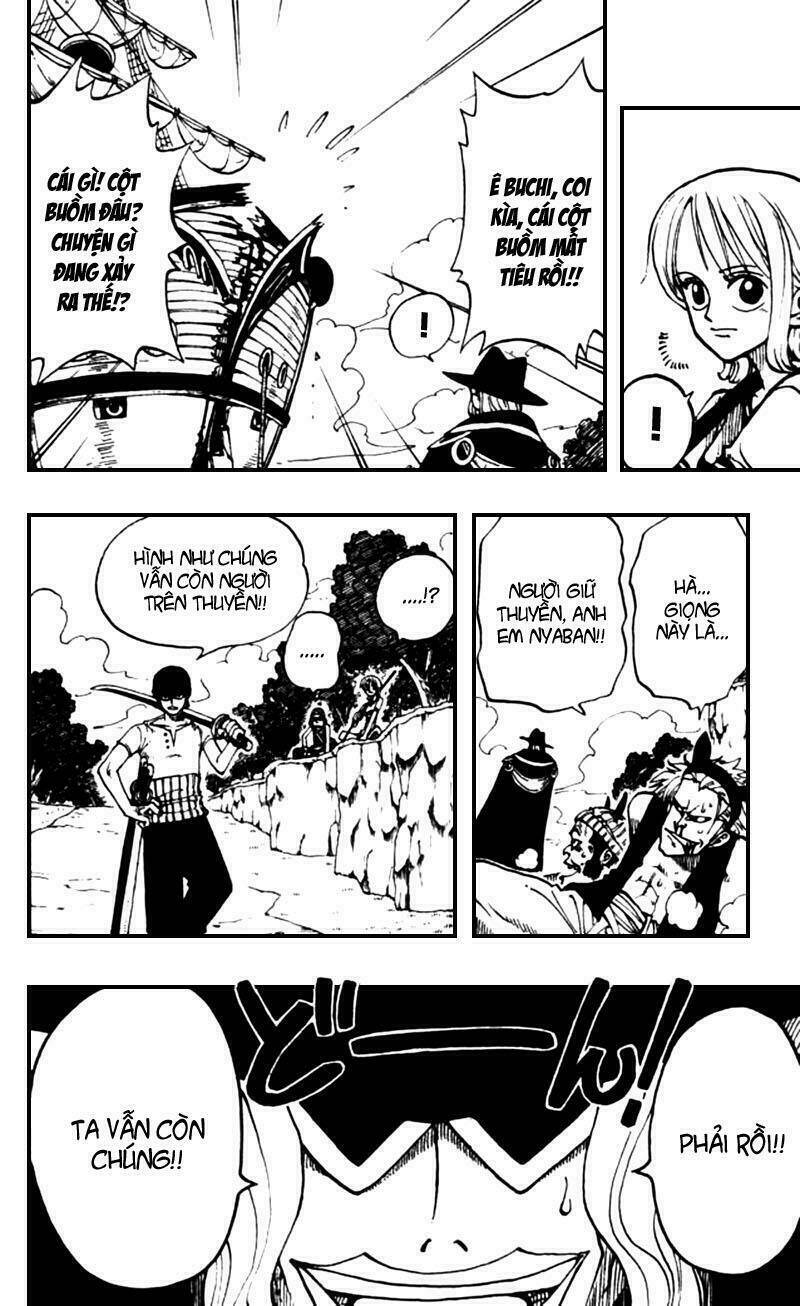 !
Ê BUCHI, COI
KÌA, CÁI CỘT
BUỒM MẤT
TIÊU RỒI!!
!
CÁI GÌ! CỘT
BUỒM ĐÂU?
CHUYỆN GÌ
ĐANG XẢY
RA THẾ!?
HÀ...
GIỌNG
NÀY LÀ...
NGƯỜI GIỮ
THUYỀN, ANH
EM NYABAN!!
.....!?
.....
HÌNH NHƯ CHÚNG
VẪN CÒN NGƯỜI
TRÊN THUYỀN!!
どーん!
PHẢI RỒI!!
TA VẪN CÒN
CHÚNG!!